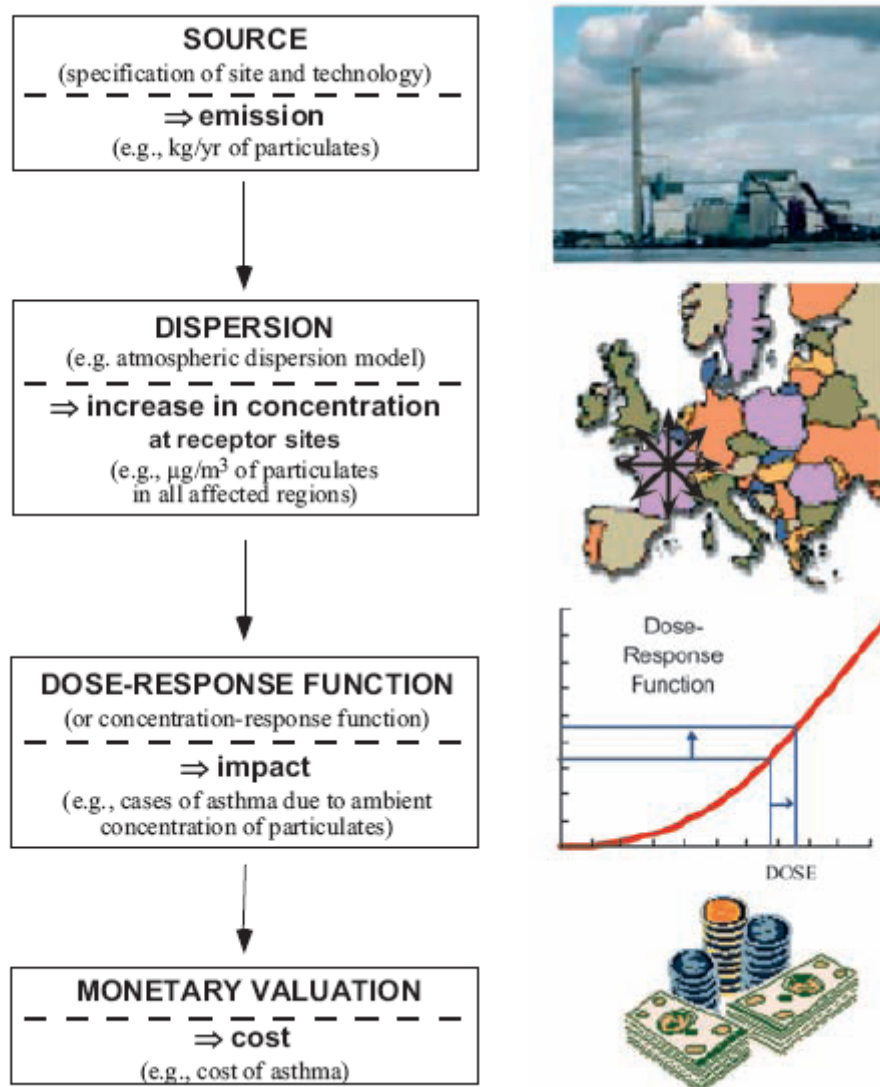 SOURCE
(specification of site and technology)
⇒ emission
(e.g., kg/yr of particulates)
DISPERSION
(e.g. atmospheric dispersion model)
⇒ increase in concentration
at receptor sites
(e.g., μg/m³ of particulates
in all affected regions)
DOSE-RESPONSE FUNCTION
(or concentration-response function)
⇒ impact
(e.g., cases of asthma due to ambient
concentration of particulates)
MONETARY VALUATION
⇒ cost
(e.g., cost of asthma)
Dose-
Response
Function
DOSE